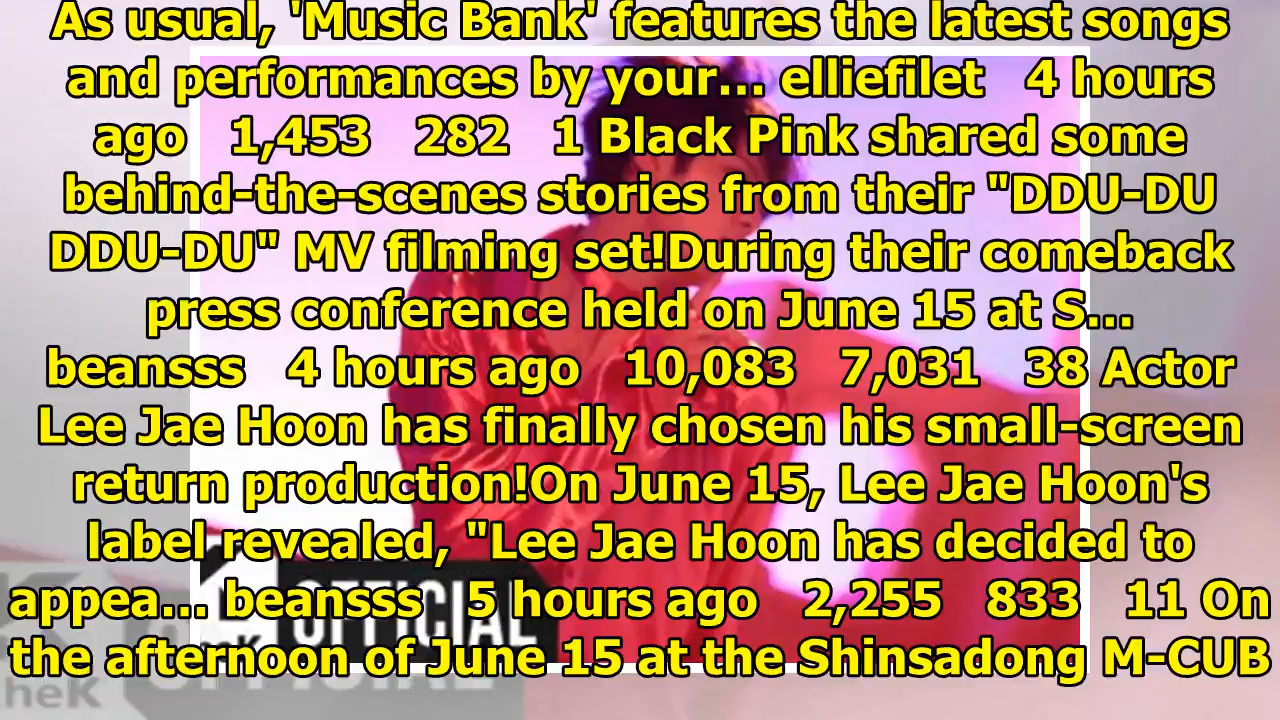 As usual, 'Music Bank' features the latest songs
and performances by your... elliefilet 4 hours
ago 1,453 282 1 Black Pink shared some
behind-the-scenes stories from their "DDU-DU
DDU-DU" MV filming set!During their comeback
press conference held on June 15 at S...
beansss 4 hours ago 10,083 7,031 38 Actor
Lee Jae Hoon has finally chosen his small-screen
return production!On June 15, Lee Jae Hoon's
label revealed, "Lee Jae Hoon has decided to
appea... beansss 5 hours ago 2,255 833 11 On
the afternoon of June 15 at the Shinsadong M-CUB
OFFICIAL